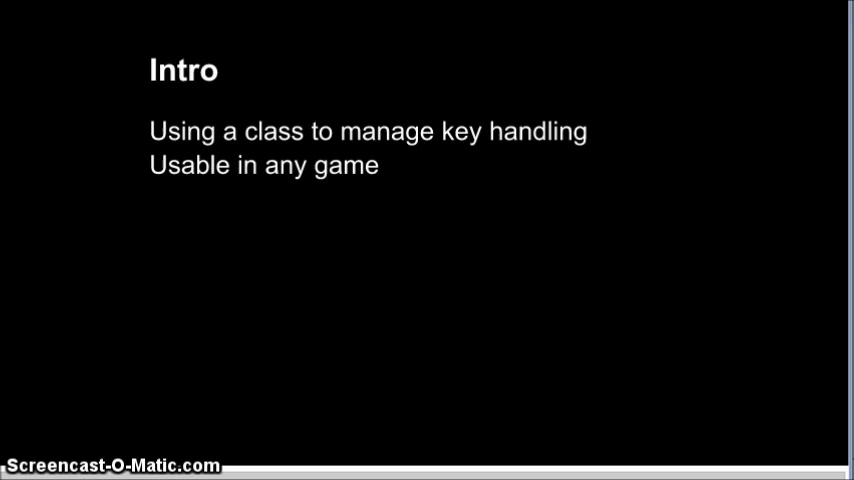 Intro
Using a class to manage key handling
Usable in any game
Screencast-O-Matic.com